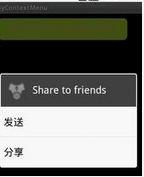 yContextMenu
Share to friends
发送
分享